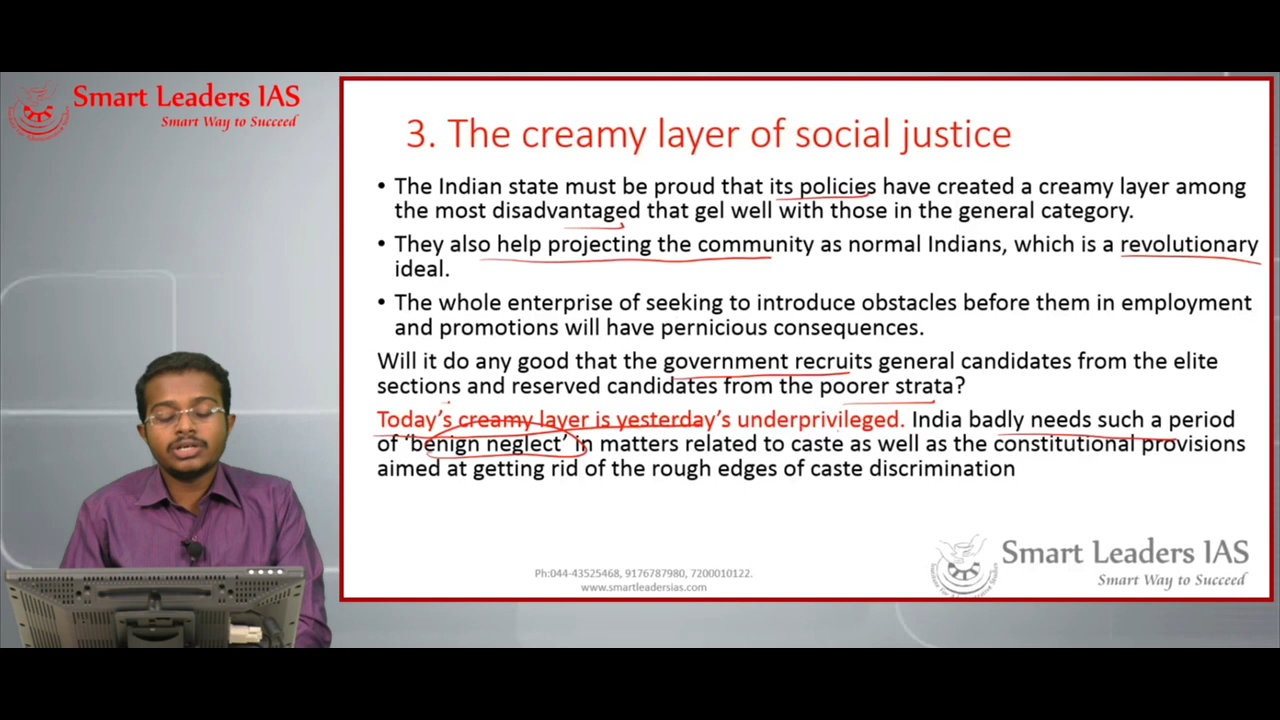 Smart Leaders IAS
Smart Way to Succeed
3. The creamy layer of social justice
• The Indian state must be proud that its policies have created a creamy layer among
the most disadvantaged that gel well with those in the general category.
• They also help projecting the community as normal Indians, which is a revolutionary
ideal.
• The whole enterprise of seeking to introduce obstacles before them in employment
and promotions will have pernicious consequences.
Will it do any good that the government recruits general candidates from the elite
sections and reserved candidates from the poorer strata?
Today's creamy layer is yesterday's underprivileged. India badly needs such a period
of 'benign neglect' in matters related to caste as well as the constitutional provisions
aimed at getting rid of the rough edges of caste discrimination
Ph:044-43525468, 9176787980, 7200010122.
www.smartleadersias.com
Smart Leaders IAS
Smart Way to Succeed